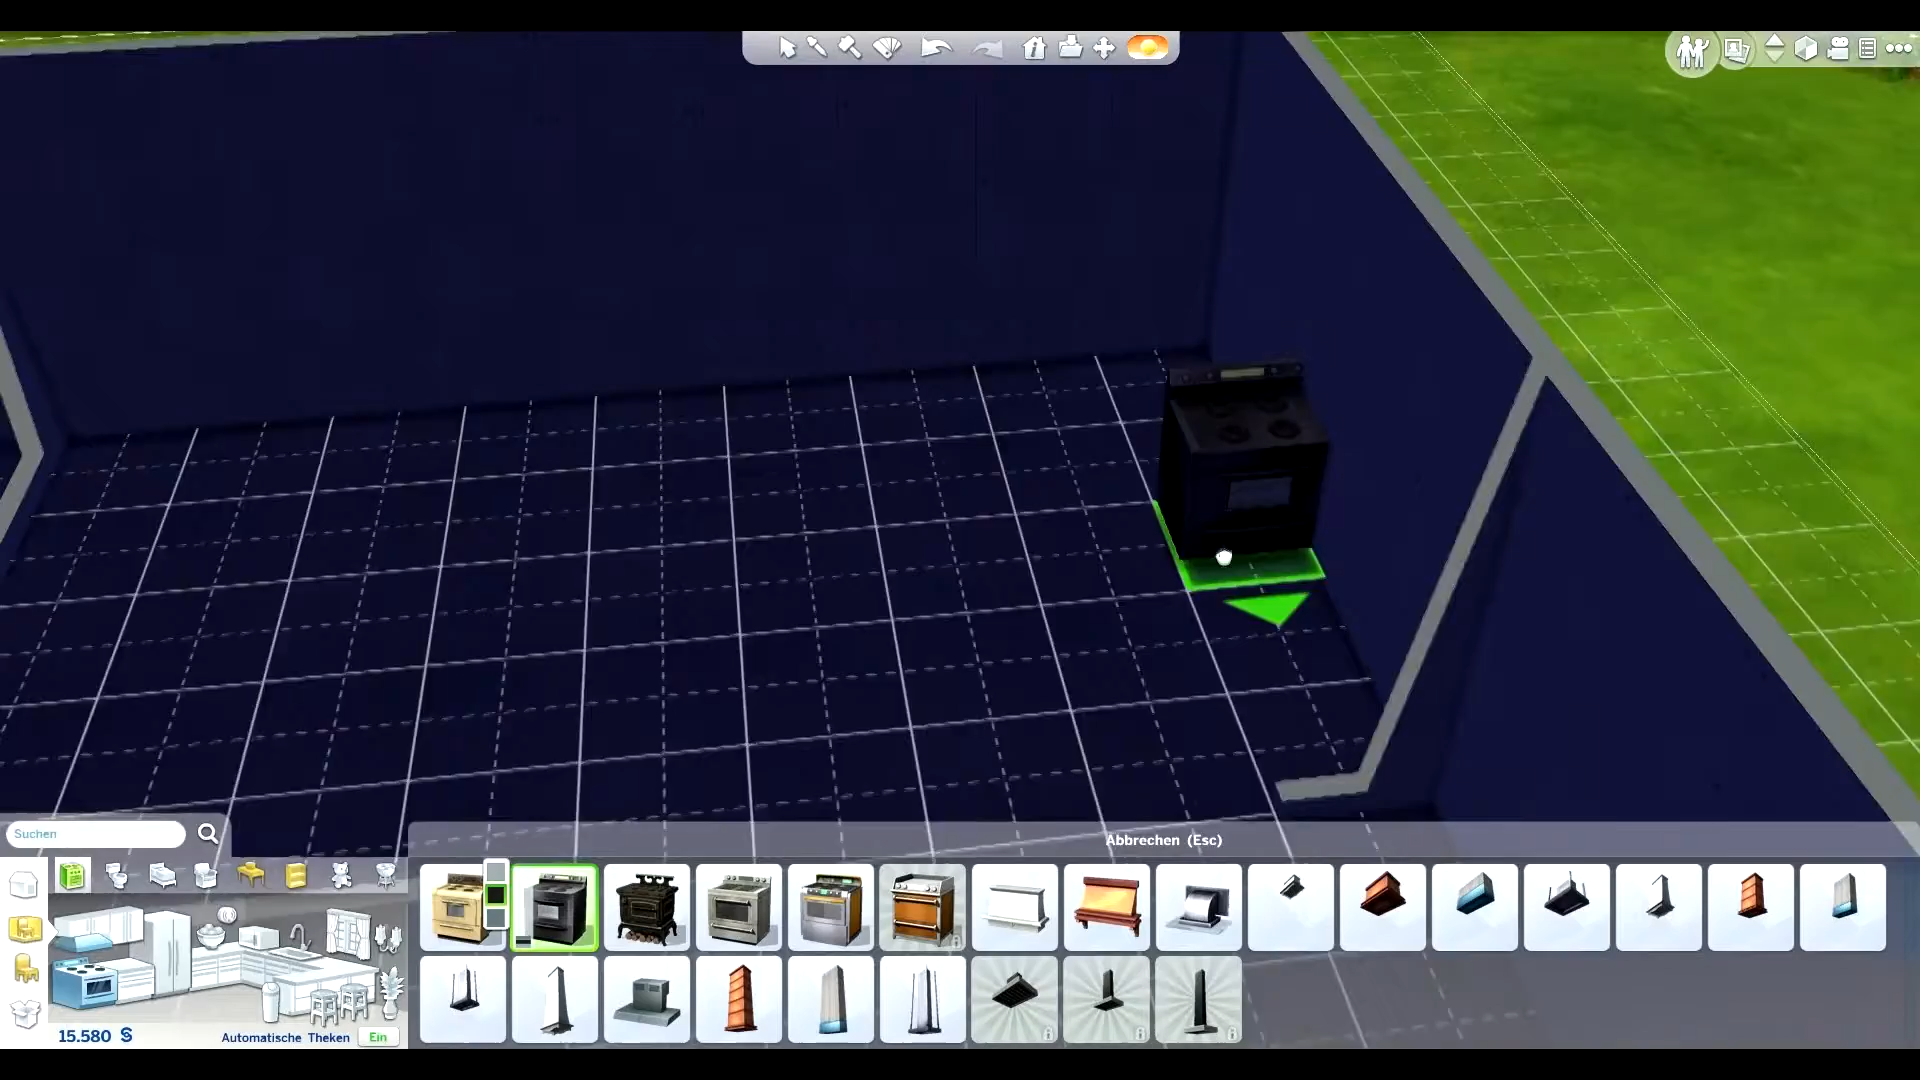 Suchen
Abbrechen (Esc)
15.580 §
Automatische Theken
Ein